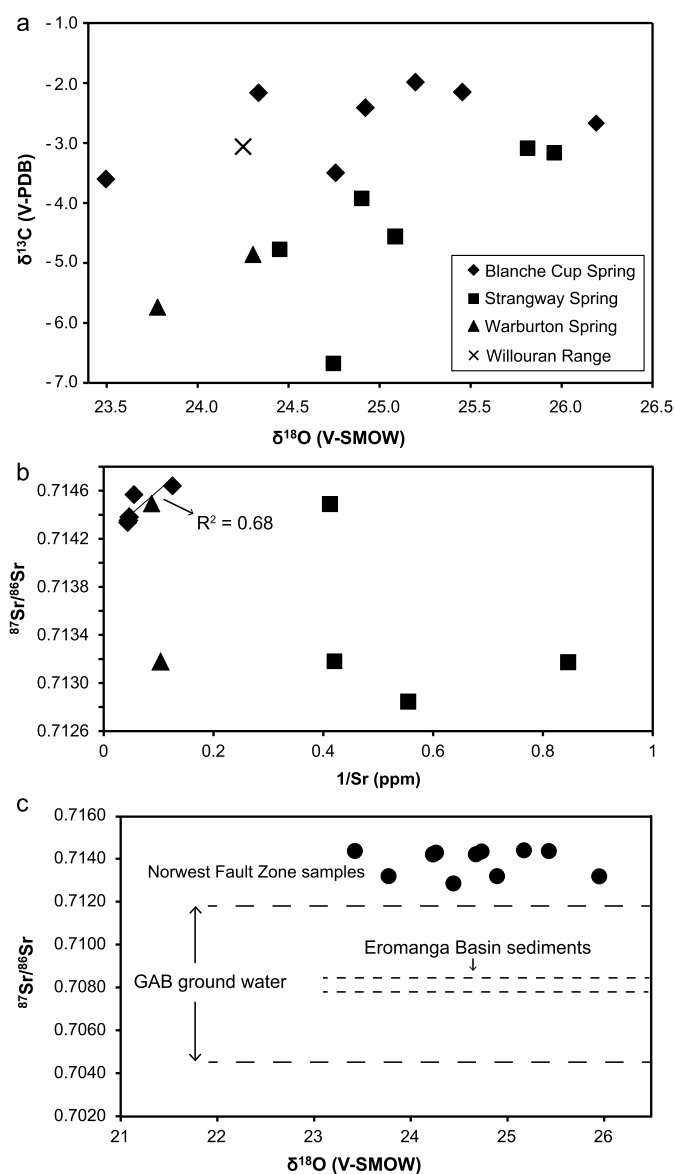 a
- 1.0
- 2.0
- 3.0
- 4.0
- 5.0
- 6.0
- 7.0
δ¹³C (V-PDB)
Blanche Cup Spring
Strangway Spring
Warburton Spring
Willouran Range
23.5 24.0 24.5 25.0 25.5 26.0 26.5
δ¹⁸O (V-SMOW)
b
0.7146
0.7142
0.7138
0.7134
0.7130
0.7126
⁸⁷Sr/⁸⁶Sr
R² = 0.68
0 0.2 0.4 0.6 0.8 1
1/Sr (ppm)
c
0.7160
0.7140
0.7120
0.7100
0.7080
0.7060
0.7040
0.7020
⁸⁷Sr/⁸⁶Sr
Norwest Fault Zone samples
Eromanga Basin sediments
GAB ground water
21 22 23 24 25 26
δ¹⁸O (V-SMOW)